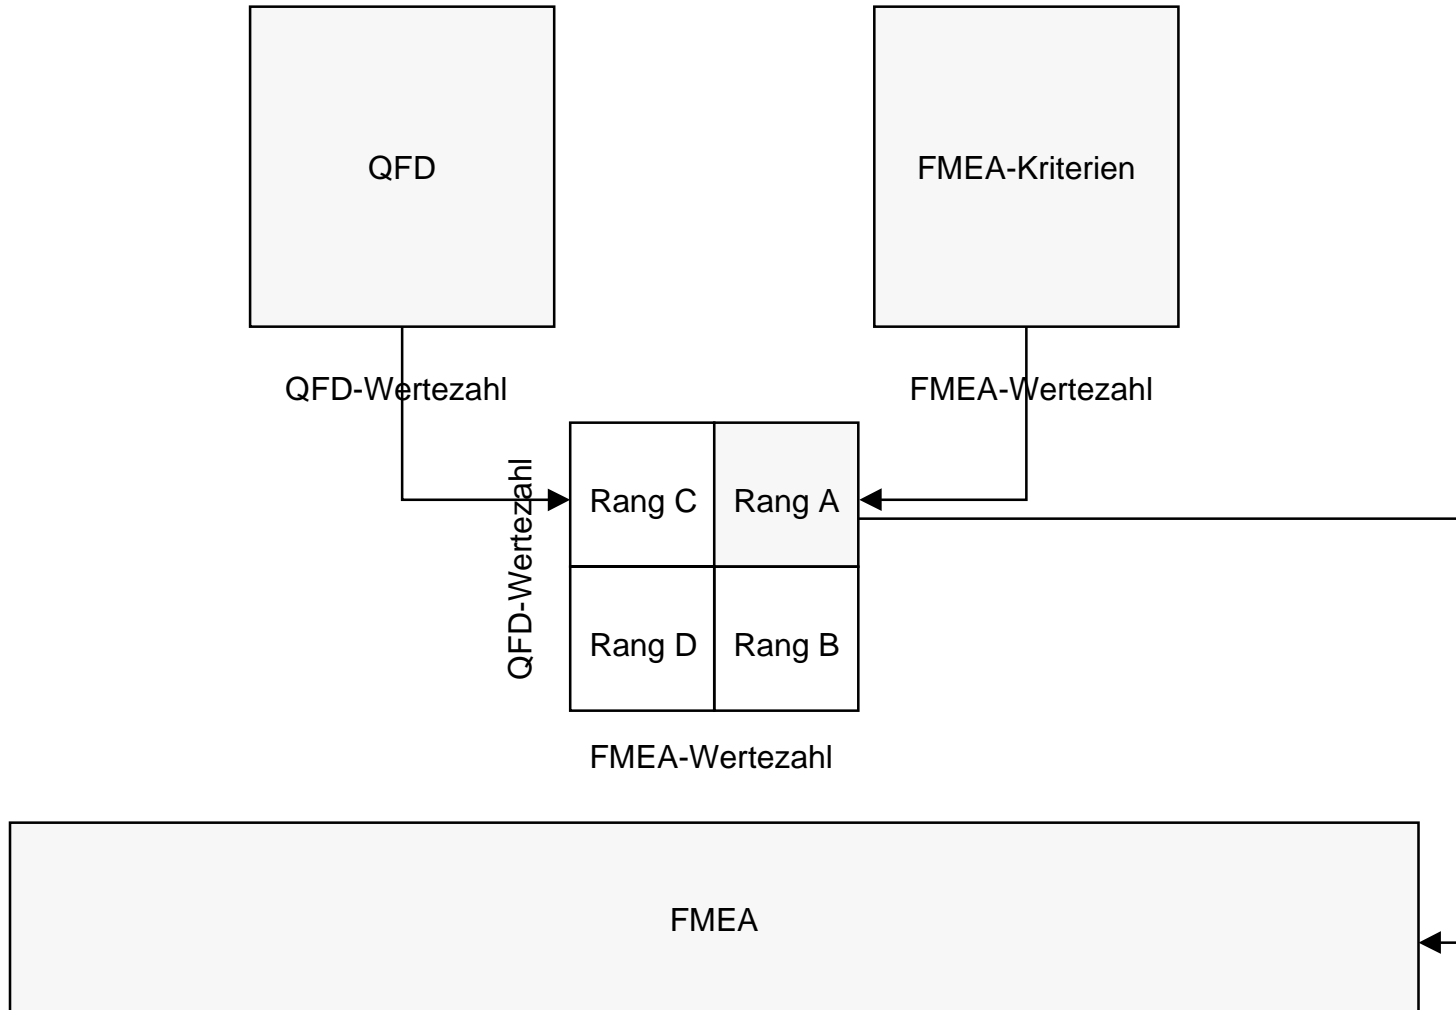 QFD
FMEA-Kriterien
QFD-Wertezahl
FMEA-Wertezahl
QFD-Wertezahl
Rang C
Rang A
Rang D
Rang B
FMEA-Wertezahl
FMEA